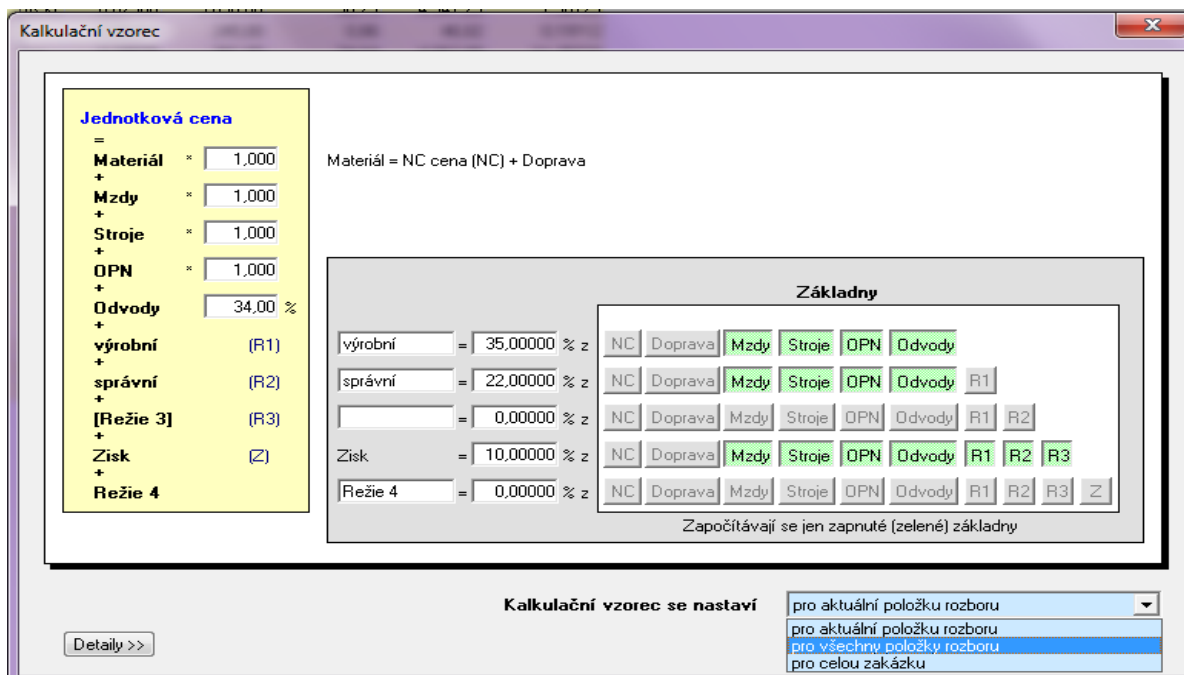 Kalkulační vzorec
Jednotková cena
=
Materiál * 1,000
+
Mzdy * 1,000
+
Stroje * 1,000
+
OPN * 1,000
+
Odvody 34,00 %
+
výrobní (R1)
+
správní (R2)
+
[Režie 3] (R3)
+
Zisk (Z)
+
Režie 4
Materiál = NC cena (NC) + Doprava
Základny
výrobní = 35,00000 % z NC Doprava Mzdy Stroje OPN Odvody
správní = 22,00000 % z NC Doprava Mzdy Stroje OPN Odvody R1
= 0,00000 % z NC Doprava Mzdy Stroje OPN Odvody R1 R2
Zisk = 10,00000 % z NC Doprava Mzdy Stroje OPN Odvody R1 R2 R3
Režie 4 = 0,00000 % z NC Doprava Mzdy Stroje OPN Odvody R1 R2 R3 Z
Započítávají se jen zapnuté (zelené) základny
Kalkulační vzorec se nastaví pro aktuální položku rozboru
pro aktuální položku rozboru
pro všechny položky rozboru
pro celou zakázku
Detaily >>